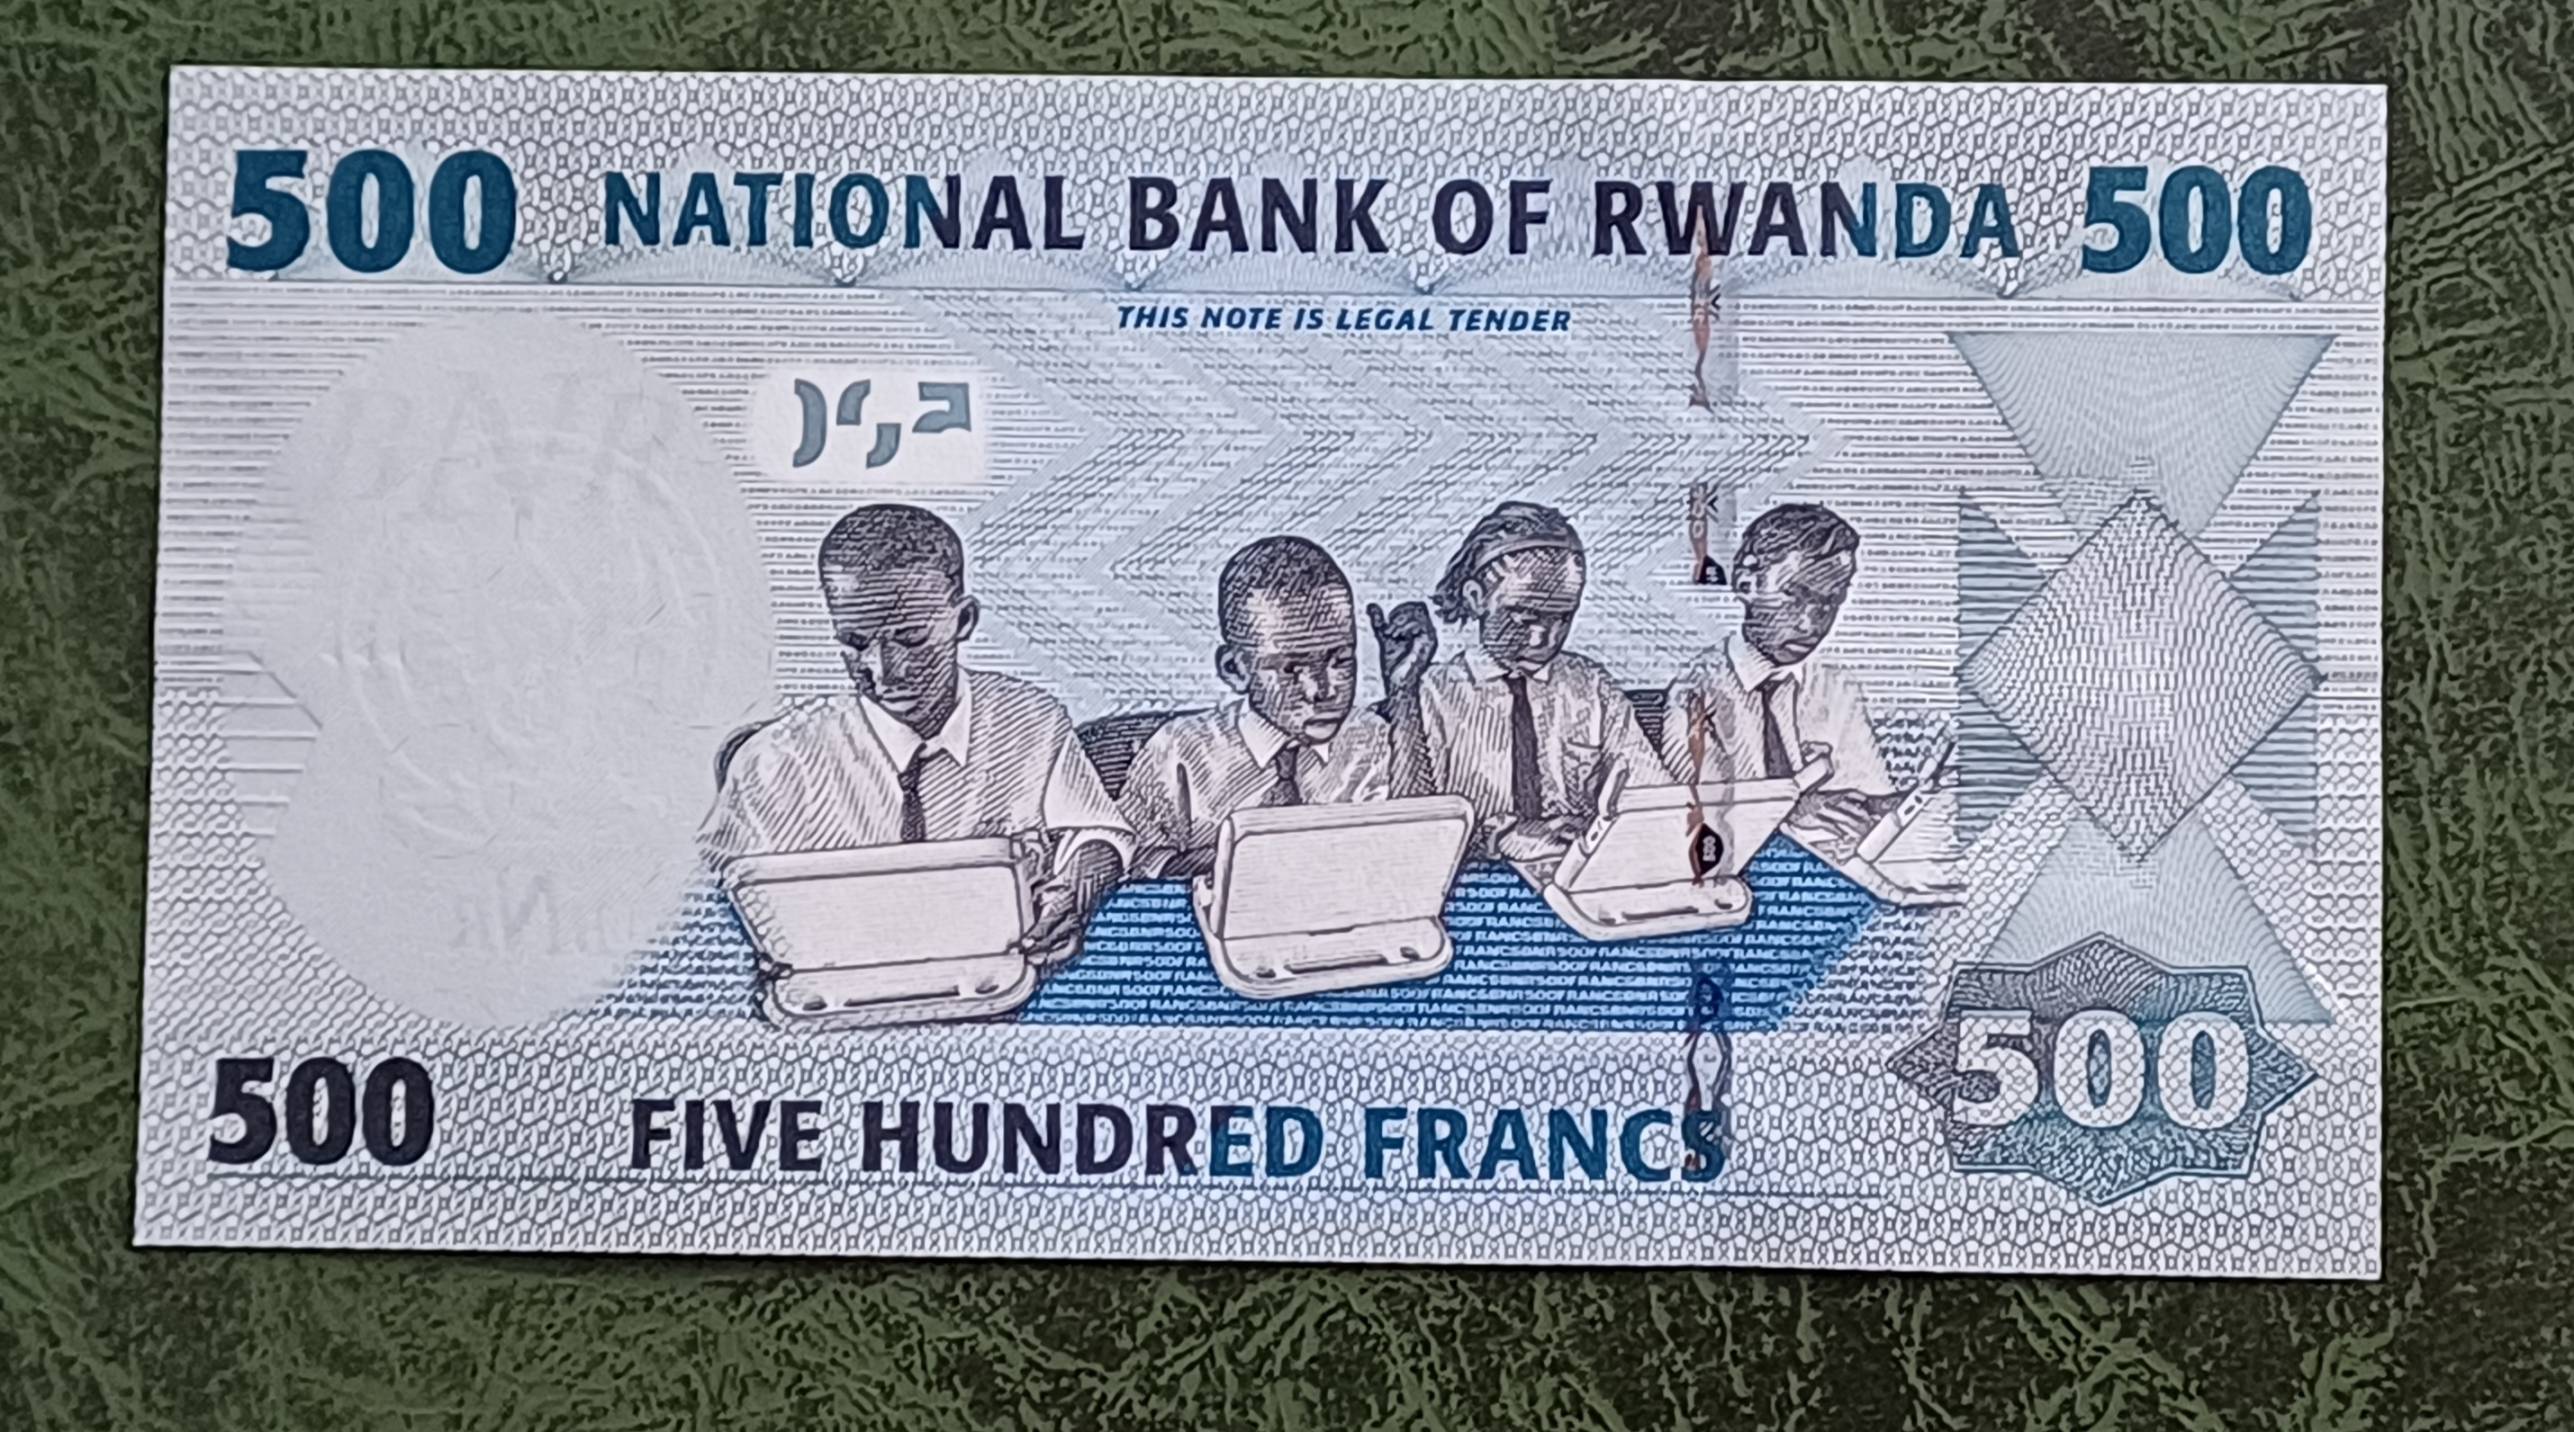 500 NATIONAL BANK OF RWANDA 500
THIS NOTE IS LEGAL TENDER
500 FIVE HUNDRED FRANCS 500